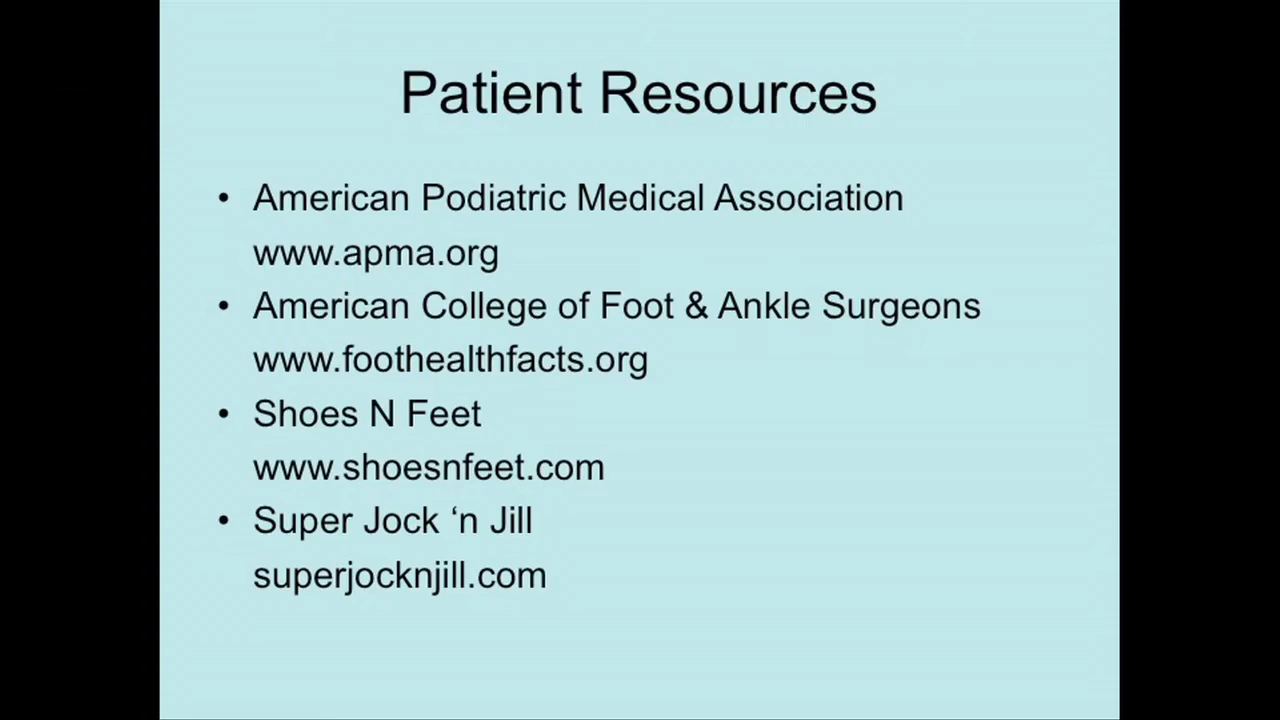 Patient Resources
• American Podiatric Medical Association
www.apma.org
• American College of Foot & Ankle Surgeons
www.foothealthfacts.org
• Shoes N Feet
www.shoesnfeet.com
• Super Jock ‘n Jill
superjocknjill.com